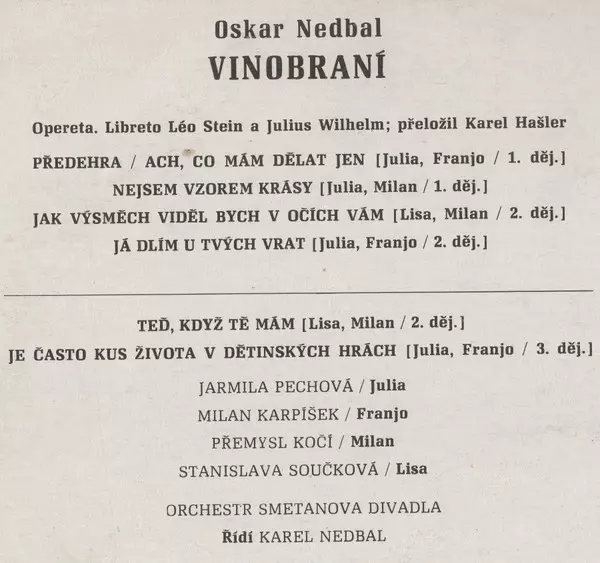 Oskar Nedbal
VINOBRANÍ
Opereta. Libreto Léo Stein a Julius Wilhelm; přeložil Karel Hašler
PŘEDEHRA / ACH, CO MÁM DĚLAT JEN [Julia, Franjo / 1. děj.]
NEJSEM VZOREM KRÁSY [Julia, Milan / 1. děj.]
JAK VÝSMĚCH VIDĚL BYCH V OČÍCH VÁM [Lisa, Milan / 2. děj.]
JÁ DLÍM U TVÝCH VRAT [Julia, Franjo / 2. děj.]
TEĎ, KDYŽ TĚ MÁM [Lisa, Milan / 2. děj.]
JE ČASTO KUS ŽIVOTA V DĚTINSKÝCH HRÁCH [Julia, Franjo / 3. děj.]
JARMILA PECHOVÁ / Julia
MILAN KARPÍŠEK / Franjo
PŘEMYSL KOČÍ / Milan
STANISLAVA SOUČKOVÁ / Lisa
ORCHESTR SMETANOVA DIVADLA
Řídí KAREL NEDBAL